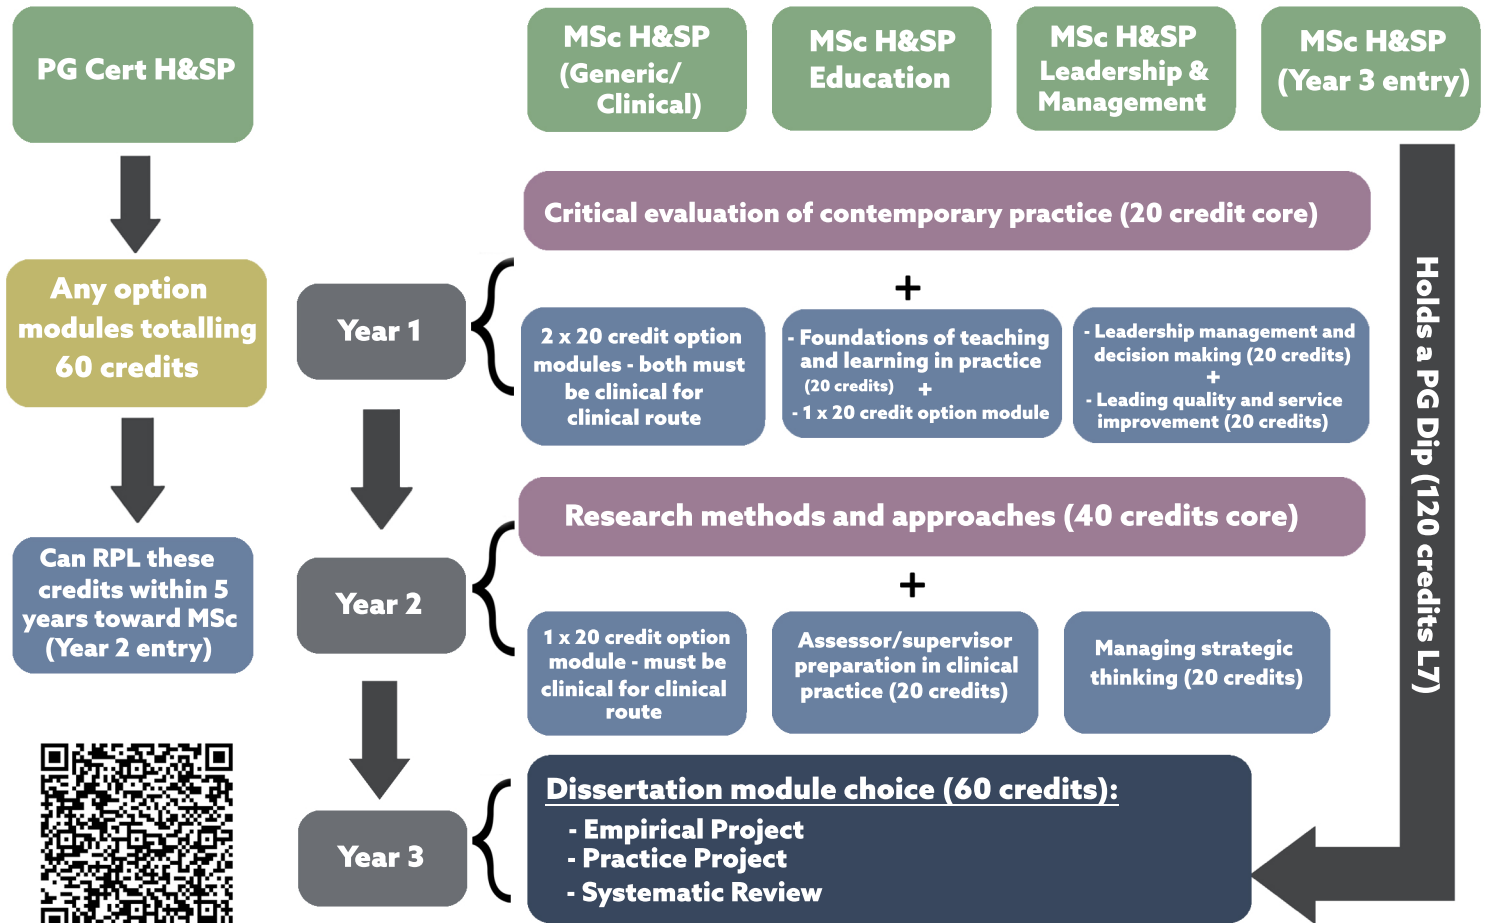 PG Cert H&SP
MSc H&SP
(Generic/
Clinical)
MSc H&SP
Education
MSc H&SP
Leadership &
Management
MSc H&SP
(Year 3 entry)
Any option
modules totalling
60 credits
Can RPL these
credits within 5
years toward MSc
(Year 2 entry)
Critical evaluation of contemporary practice (20 credit core)
+
Year 1
2 x 20 credit option
modules - both must
be clinical for
clinical route
- Foundations of teaching
and learning in practice
(20 credits) +
- 1 x 20 credit option module
- Leadership management and
decision making (20 credits)
+
- Leading quality and service
improvement (20 credits)
Research methods and approaches (40 credits core)
+
Year 2
1 x 20 credit option
module - must be
clinical for clinical
route
Assessor/supervisor
preparation in clinical
practice (20 credits)
Managing strategic
thinking (20 credits)
Year 3
Dissertation module choice (60 credits):
- Empirical Project
- Practice Project
- Systematic Review
Holds a PG Dip (120 credits L7)